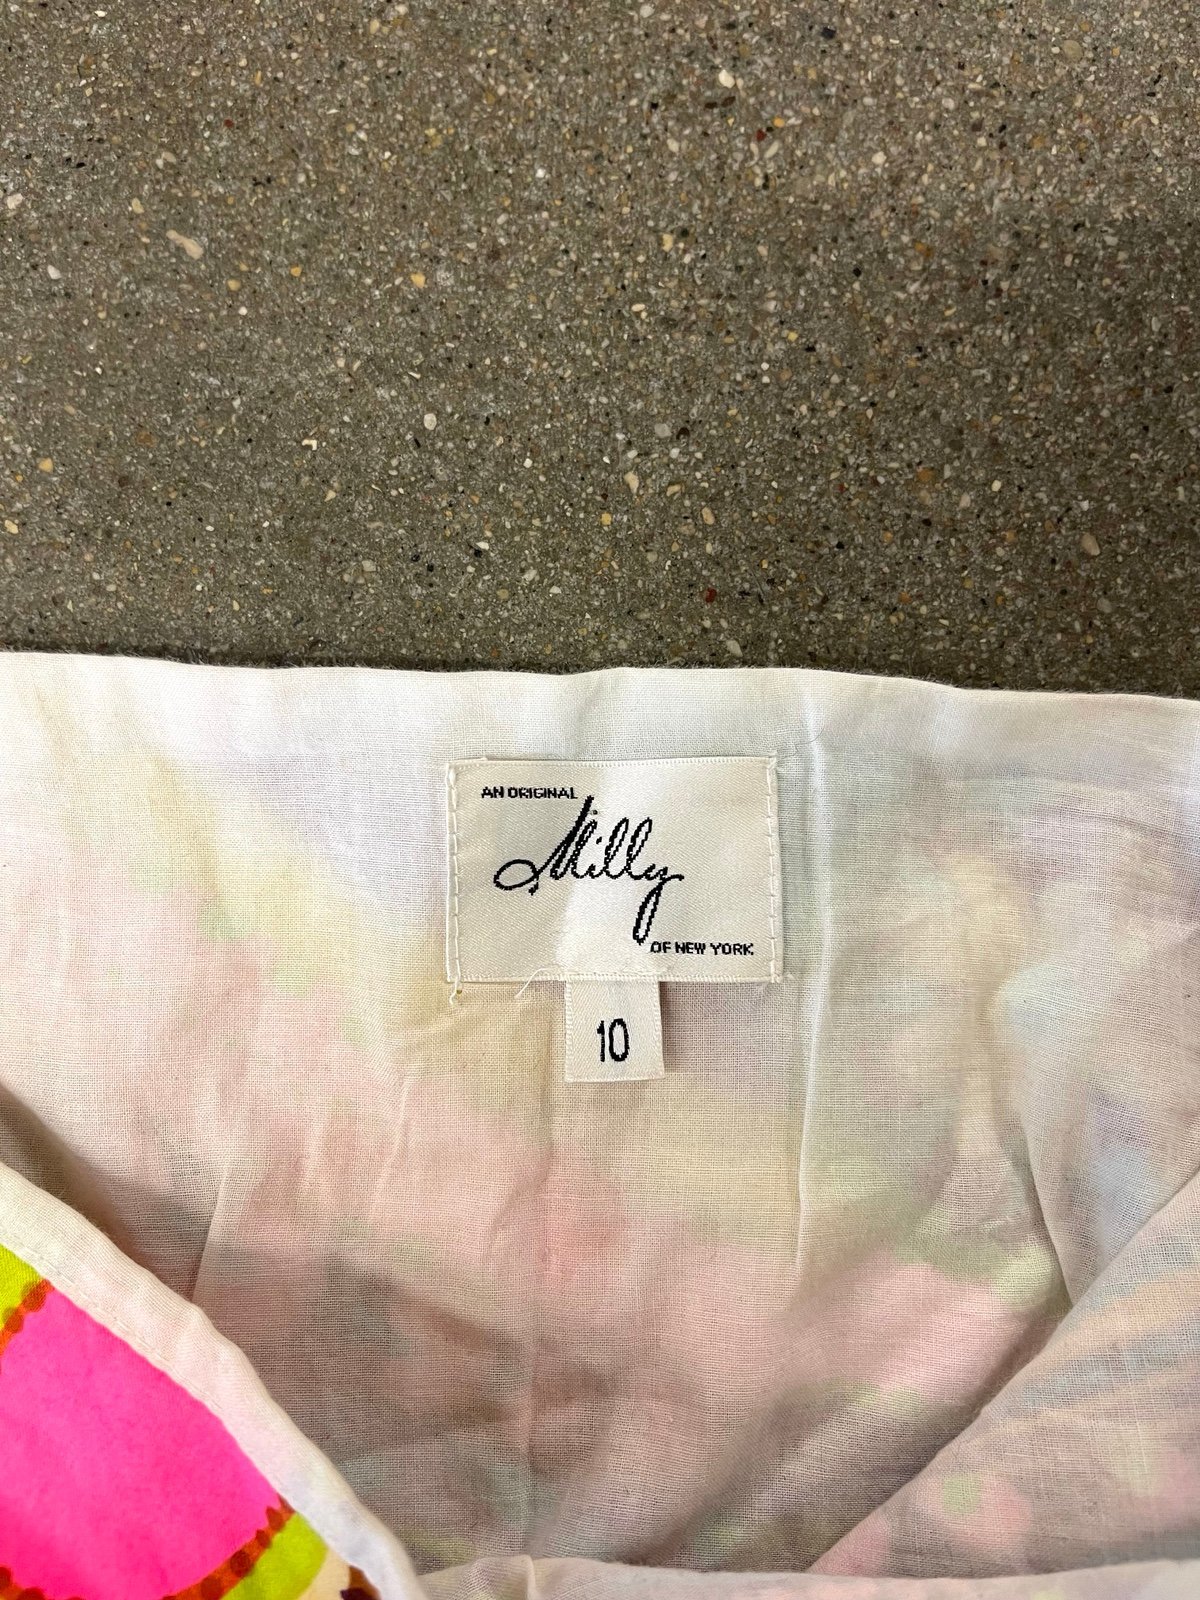 AN ORIGINAL
Milly
OF NEW YORK
10